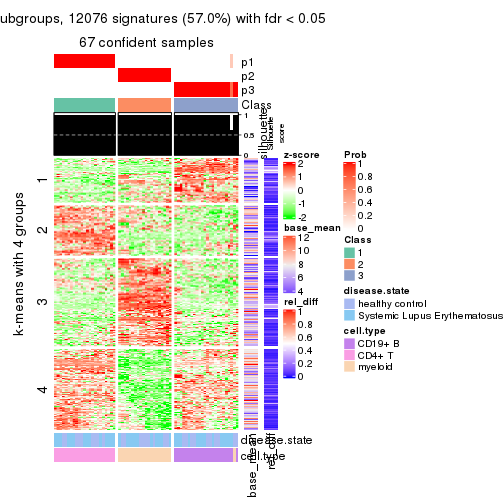 ubgroups, 12076 signatures (57.0%) with fdr < 0.05
67 confident samples
p1
p2
p3
Class
1
0.5
0
silhouette
Silhouette
score
k-means with 4 groups
1
2
3
4
disease.state
cell.type
base_mean
rel_diff
z-score
2
1
0
-1
-2
base_mean
12
10
8
6
4
rel_diff
1
0.8
0.6
0.4
0.2
0
Prob
1
0.8
0.6
0.4
0.2
0
Class
1
2
3
disease.state
healthy control
Systemic Lupus Erythematosus
cell.type
CD19+ B
CD4+ T
myeloid